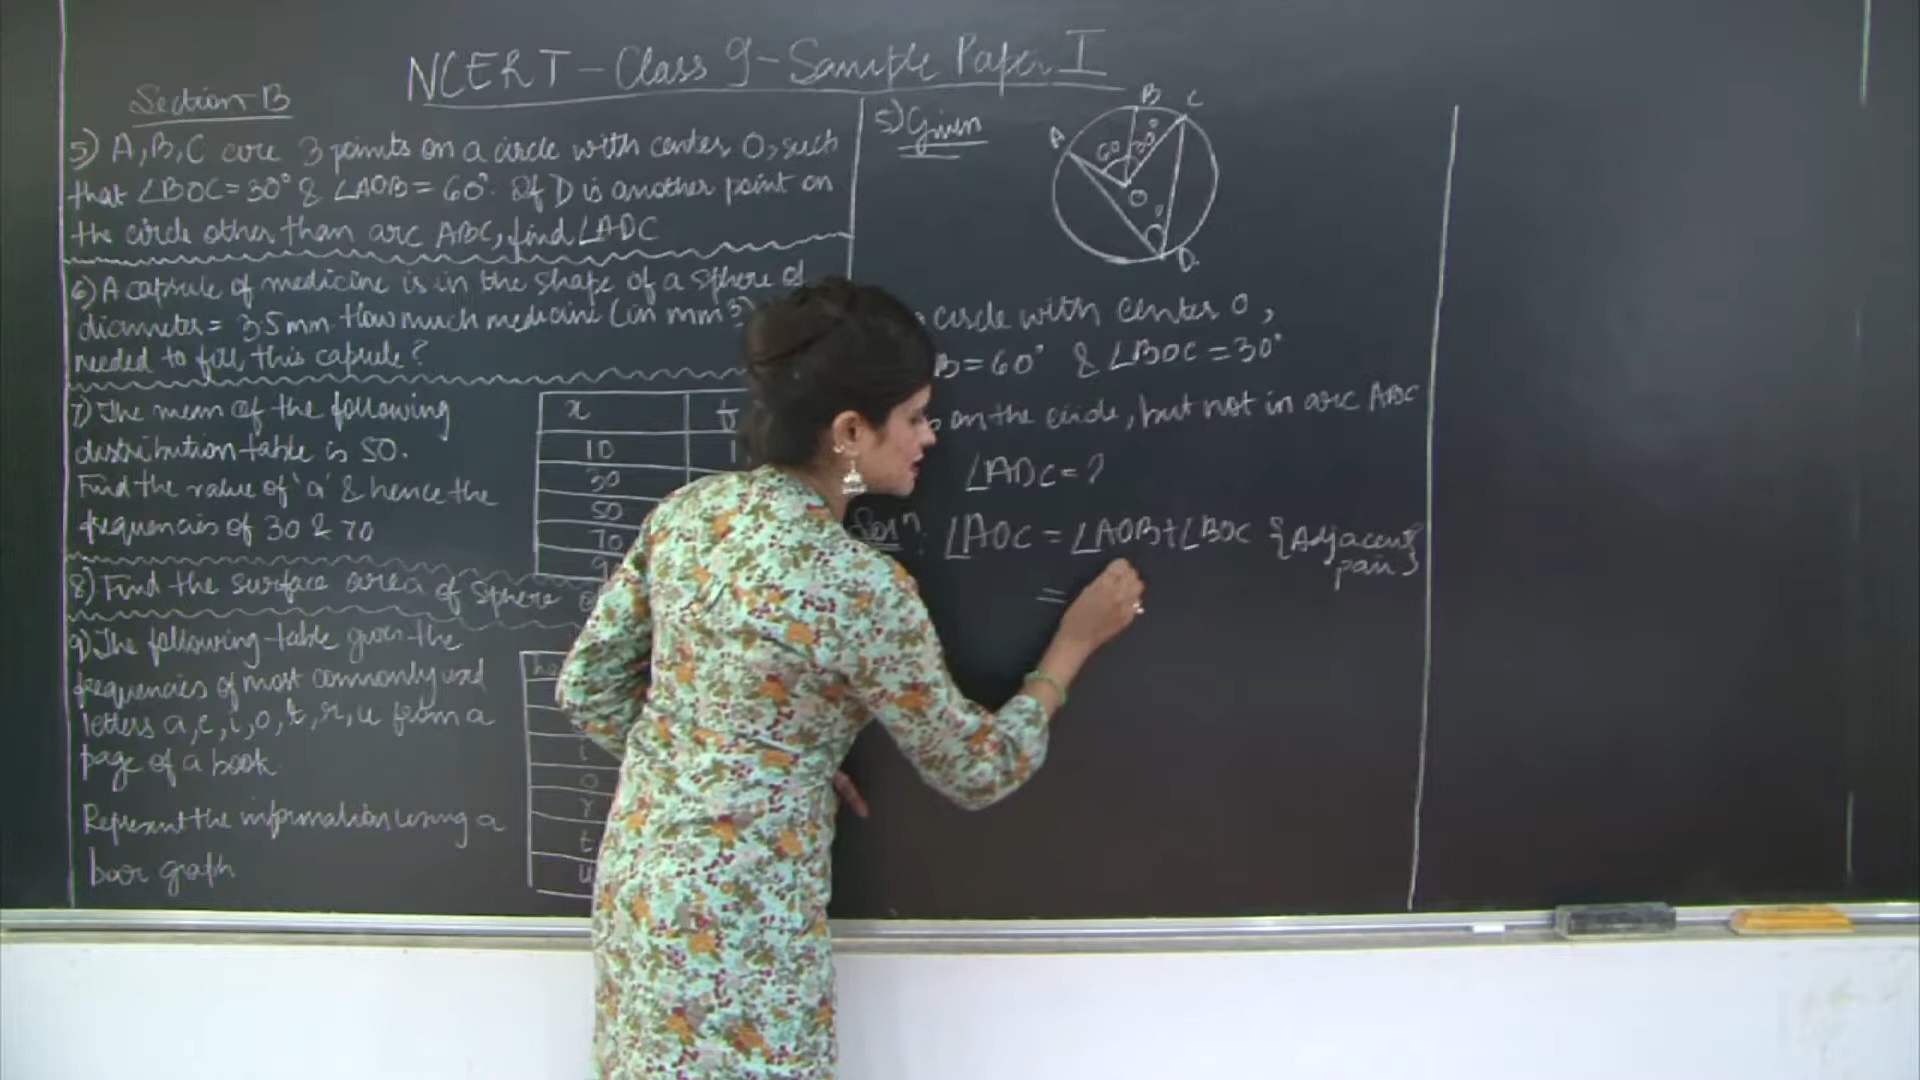 NCERT - Class 9 - Sample Paper I
Section-B
5) A, B, C are 3 points on a circle with center O, such
that ∠BOC = 30° & ∠AOB = 60°. If D is another point on
the circle other than arc ABC, find ∠ADC
6) A capsule of medicine is in the shape of a sphere of
diameter = 35mm. How much medicine (in mm3)
needed to fill this capsule?
7) The mean of the following
distribution table is 50.
Find the value of 'a' & hence the
frequencies of 30 & 70
x f
10 1
30
50
70
9
8) Find the surface area of sphere
9) The following table given the
frequencies of most commonly used
letters a, e, i, o, t, r, u from a
page of a book.
Represent the information using a
bar graph
i
o
r
t
u
5) Given
A
B
C
60°
30°
O
D
circle with center O,
B = 60° & ∠BOC = 30°
on the circle, but not in arc ABC
∠ADC = ?
Soln: ∠AOC = ∠AOB + ∠BOC {Adjacent
pair}
=